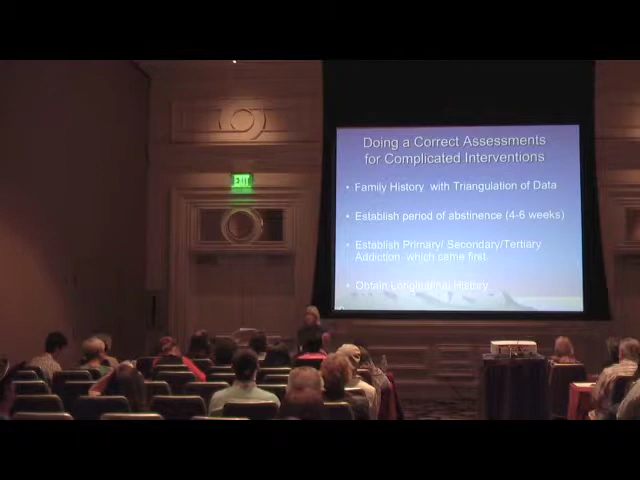 EXIT
Doing a Correct Assessments
for Complicated Interventions
• Family History with Triangulation of Data
• Establish period of abstinence (4-6 weeks)
• Establish Primary/ Secondary/Tertiary
Addiction which came first.
• Obtain Longitudinal History